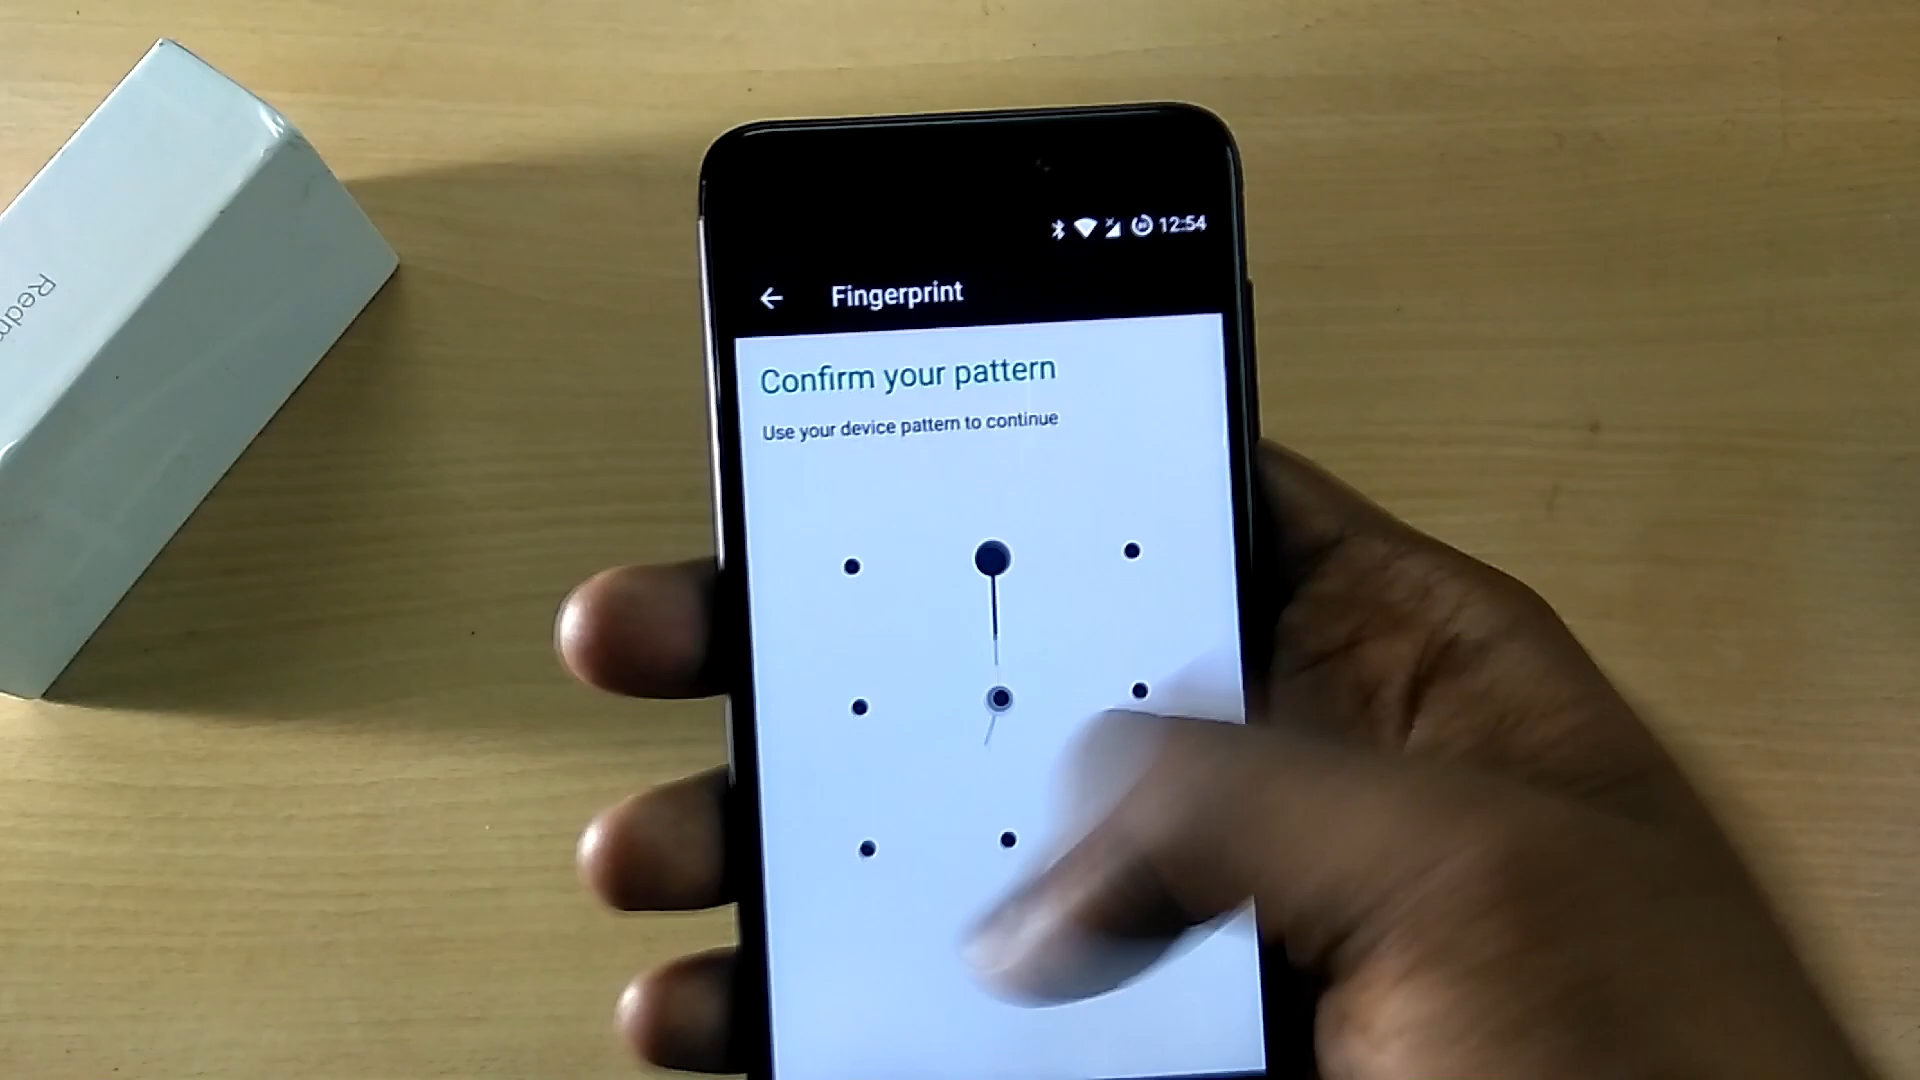 12:54
Fingerprint
Confirm your pattern
Use your device pattern to continue